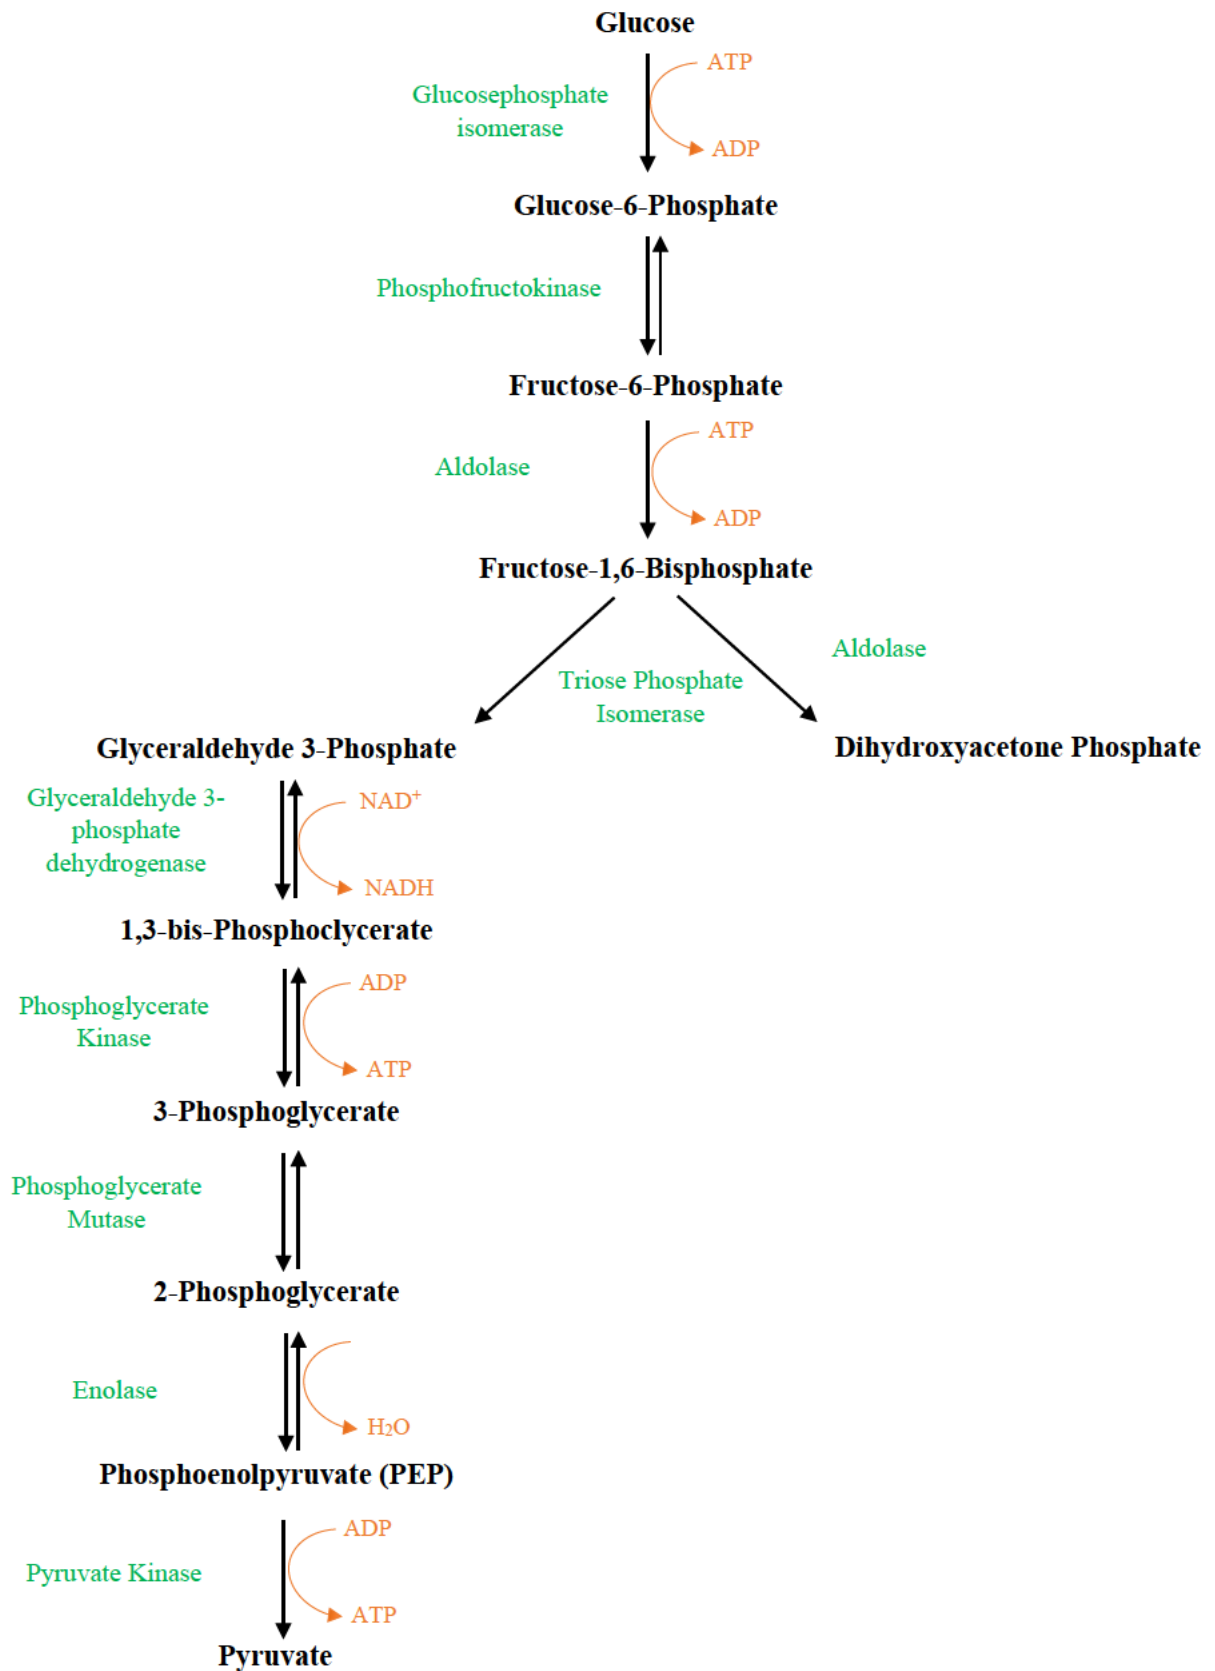 Glucose
ATP
Glucosephosphate
isomerase
ADP
Glucose-6-Phosphate
Phosphofructokinase
Fructose-6-Phosphate
ATP
Aldolase
ADP
Fructose-1,6-Bisphosphate
Aldolase
Triose Phosphate
Isomerase
Glyceraldehyde 3-Phosphate
Dihydroxyacetone Phosphate
Glyceraldehyde 3-
phosphate
dehydrogenase
NAD⁺
NADH
1,3-bis-Phosphoclycerate
ADP
Phosphoglycerate
Kinase
ATP
3-Phosphoglycerate
Phosphoglycerate
Mutase
2-Phosphoglycerate
Enolase
H₂O
Phosphoenolpyruvate (PEP)
ADP
Pyruvate Kinase
ATP
Pyruvate